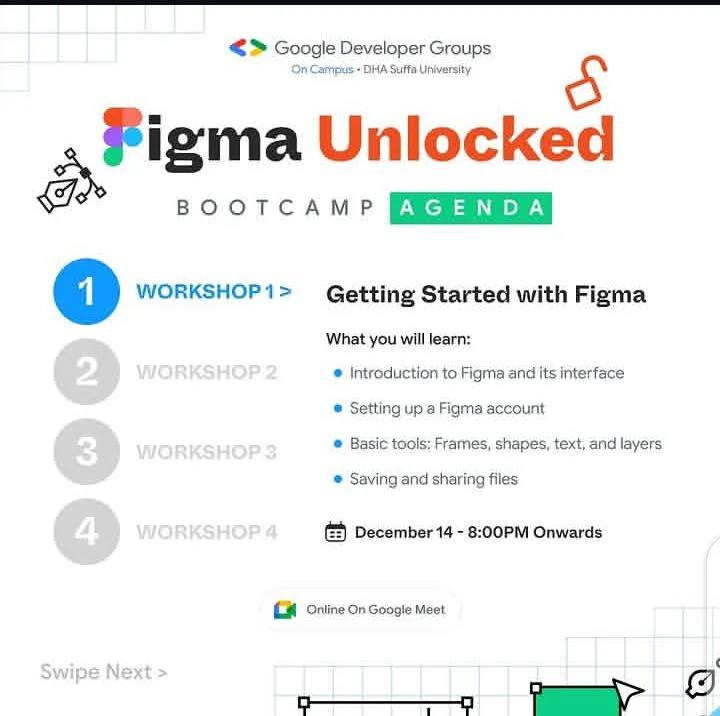 Google Developer Groups
On Campus • DHA Suffa University
Figma Unlocked
BOOTCAMP AGENDA
1 WORKSHOP 1 >
2 WORKSHOP 2
3 WORKSHOP 3
4 WORKSHOP 4
Getting Started with Figma
What you will learn:
• Introduction to Figma and its interface
• Setting up a Figma account
• Basic tools: Frames, shapes, text, and layers
• Saving and sharing files
December 14 - 8:00PM Onwards
Online On Google Meet
Swipe Next >